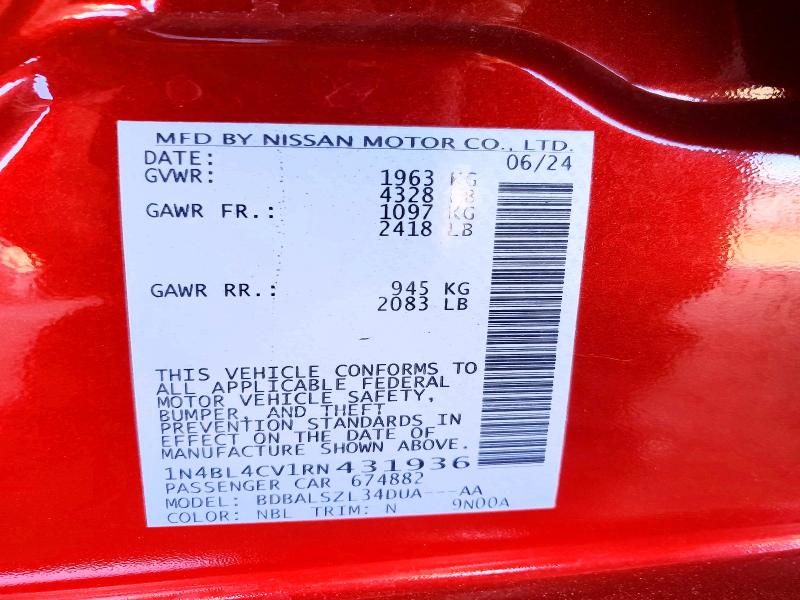 MFD BY NISSAN MOTOR CO., LTD.
DATE: 06/24
GVWR: 1963 KG
4328 LB
GAWR FR.: 1097 KG
2418 LB
GAWR RR.: 945 KG
2083 LB
THIS VEHICLE CONFORMS TO
ALL APPLICABLE FEDERAL
MOTOR VEHICLE SAFETY,
BUMPER, AND THEFT
PREVENTION STANDARDS IN
EFFECT ON THE DATE OF
MANUFACTURE SHOWN ABOVE.
1N4BL4CV1RN431936
PASSENGER CAR 674882
MODEL: BDBALSZL34DUA---AA
COLOR: NBL TRIM: N 9N00A